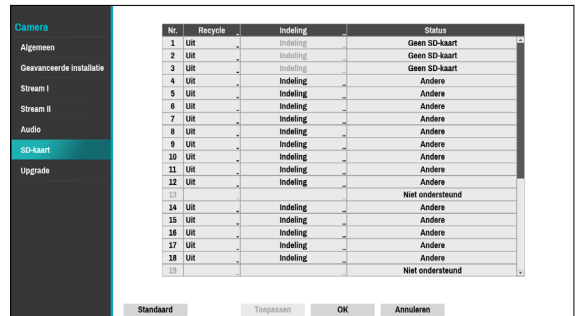 Camera
Algemeen
Geavanceerde installatie
Stream I
Stream II
Audio
SD-kaart
Upgrade
Nr. Recycle Indeling Status
1 Uit Indeling Geen SD-kaart
2 Uit Indeling Geen SD-kaart
3 Uit Indeling Geen SD-kaart
4 Uit Indeling Andere
5 Uit Indeling Andere
6 Uit Indeling Andere
7 Uit Indeling Andere
8 Uit Indeling Andere
9 Uit Indeling Andere
10 Uit Indeling Andere
11 Uit Indeling Andere
12 Uit Indeling Andere
13 Niet ondersteund
14 Uit Indeling Andere
15 Uit Indeling Andere
16 Uit Indeling Andere
17 Uit Indeling Andere
18 Uit Indeling Andere
19 Niet ondersteund
Standaard Toepassen OK Annuleren